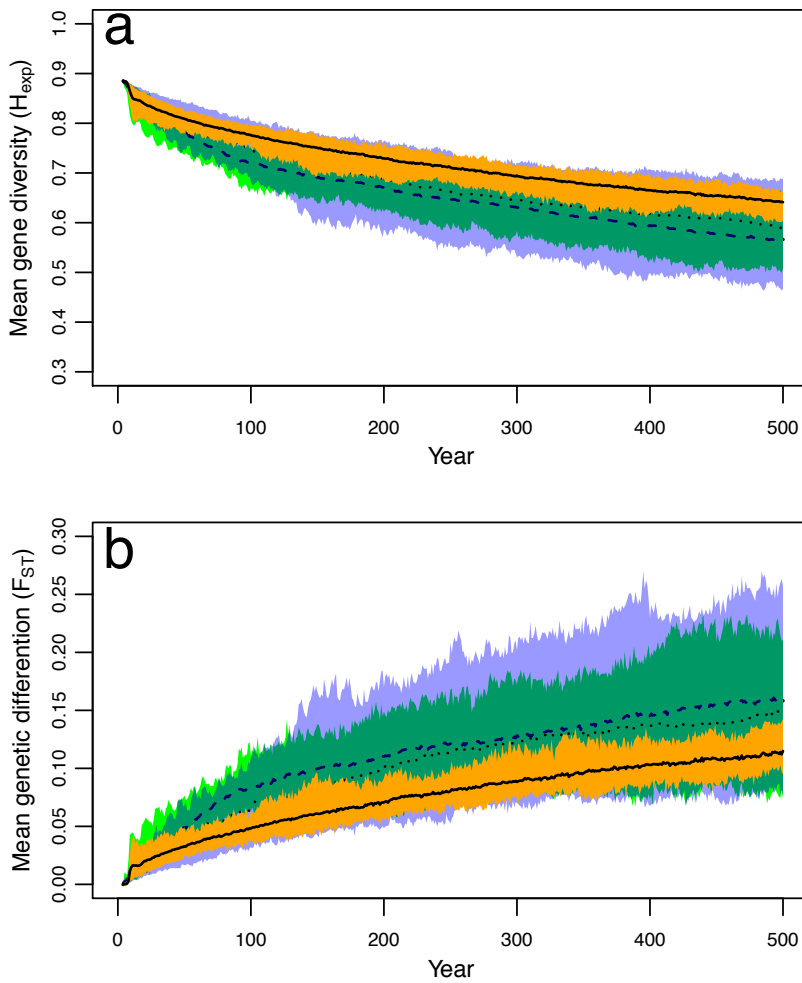 a
1.0
0.9
0.8
0.7
0.6
0.5
0.4
0.3
Mean gene diversity (Hexp)
0 100 200 300 400 500
Year
b
0.30
0.25
0.20
0.15
0.10
0.05
0.00
Mean genetic differention (FST)
0 100 200 300 400 500
Year